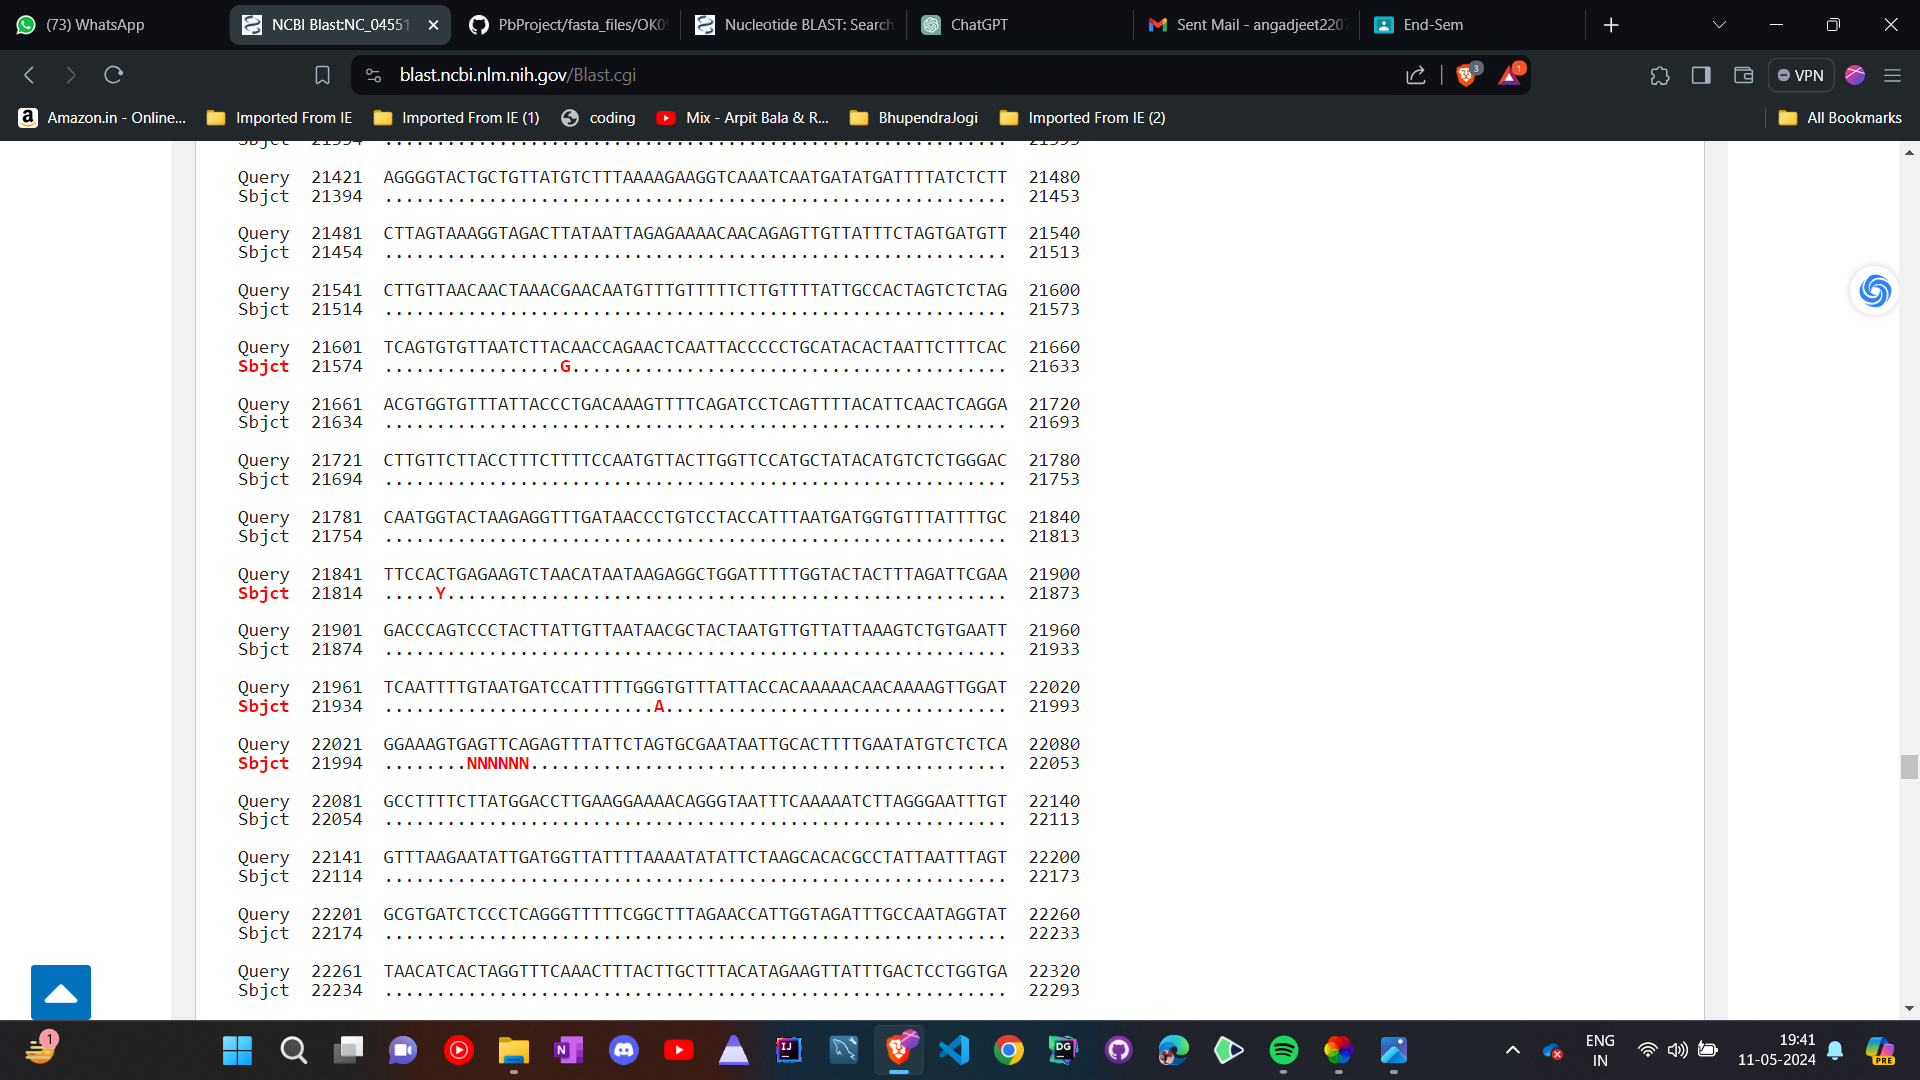 (73) WhatsApp
NCBI Blast:NC_04551
PbProject/fasta_files/OK09
Nucleotide BLAST: Search
ChatGPT
Sent Mail - angadjeet220
End-Sem
blast.ncbi.nlm.nih.gov/Blast.cgi
3
1
VPN
Amazon.in - Online...
Imported From IE
Imported From IE (1)
coding
Mix - Arpit Bala & R...
BhupendraJogi
Imported From IE (2)
All Bookmarks
Sbjct 21334 ............................................................ 21393
Query 21421 AGGGGTACTGCTGTTATGTCTTTAAAAGAAGGTCAAATCAATGATATGATTTTATCTCTT 21480
Sbjct 21394 ............................................................ 21453
Query 21481 CTTAGTAAAGGTAGACTTATAATTAGAGAAAACAACAGAGTTGTTATTTCTAGTGATGTT 21540
Sbjct 21454 ............................................................ 21513
Query 21541 CTTGTTAACAACTAAACGAACAATGTTTGTTTTTCTTGTTTTATTGCCACTAGTCTCTAG 21600
Sbjct 21514 ............................................................ 21573
Query 21601 TCAGTGTGTTAATCTTACAACCAGAACTCAATTACCCCCTGCATACACTAATTCTTTCAC 21660
Sbjct 21574 .................G.......................................... 21633
Query 21661 ACGTGGTGTTTATTACCCTGACAAAGTTTTCAGATCCTCAGTTTTACATTCAACTCAGGA 21720
Sbjct 21634 ............................................................ 21693
Query 21721 CTTGTTCTTACCTTTCTTTTCCAATGTTACTTGGTTCCATGCTATACATGTCTCTGGGAC 21780
Sbjct 21694 ............................................................ 21753
Query 21781 CAATGGTACTAAGAGGTTTGATAACCCTGTCCTACCATTTAATGATGGTGTTTATTTTGC 21840
Sbjct 21754 ............................................................ 21813
Query 21841 TTCCACTGAGAAGTCTAACATAATAAGAGGCTGGATTTTTGGTACTACTTTAGATTCGAA 21900
Sbjct 21814 .....Y...................................................... 21873
Query 21901 GACCCAGTCCCTACTTATTGTTAATAACGCTACTAATGTTGTTATTAAAGTCTGTGAATT 21960
Sbjct 21874 ............................................................ 21933
Query 21961 TCAATTTTGTAATGATCCATTTTTGGGTGTTTATTACCACAAAAACAACAAAAGTTGGAT 22020
Sbjct 21934 ..........................A................................. 21993
Query 22021 GGAAAGTGAGTTCAGAGTTTATTCTAGTGCGAATAATTGCACTTTTGAATATGTCTCTCA 22080
Sbjct 21994 ........NNNNNN.............................................. 22053
Query 22081 GCCTTTTCTTATGGACCTTGAAGGAAAACAGGGTAATTTCAAAAATCTTAGGGAATTTGT 22140
Sbjct 22054 ............................................................ 22113
Query 22141 GTTTAAGAATATTGATGGTTATTTTAAAATATATTCTAAGCACACGCCTATTAATTTAGT 22200
Sbjct 22114 ............................................................ 22173
Query 22201 GCGTGATCTCCCTCAGGGTTTTTCGGCTTTAGAACCATTGGTAGATTTGCCAATAGGTAT 22260
Sbjct 22174 ............................................................ 22233
Query 22261 TAACATCACTAGGTTTCAAACTTTACTTGCTTTACATAGAAGTTATTTGACTCCTGGTGA 22320
Sbjct 22234 ............................................................ 22293
1
ENG
IN
19:41
11-05-2024